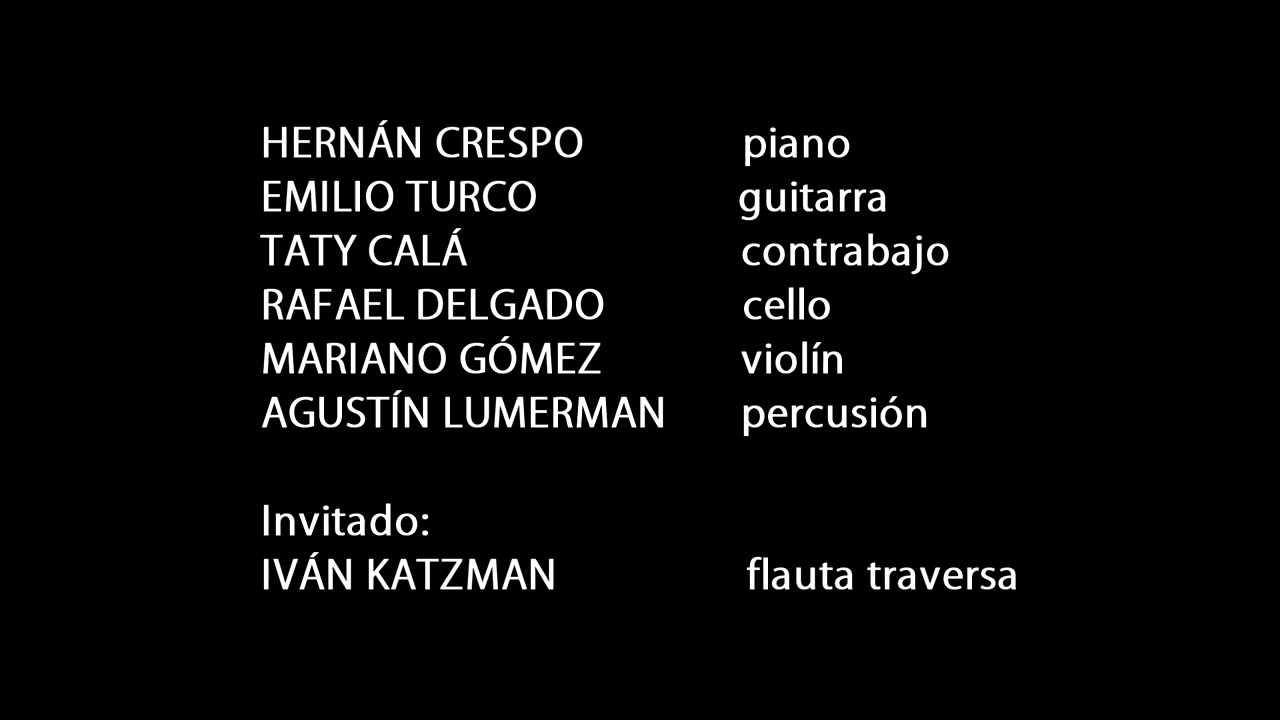 HERNÁN CRESPO piano
EMILIO TURCO guitarra
TATY CALÁ contrabajo
RAFAEL DELGADO cello
MARIANO GÓMEZ violín
AGUSTÍN LUMERMAN percusión
Invitado:
IVÁN KATZMAN flauta traversa